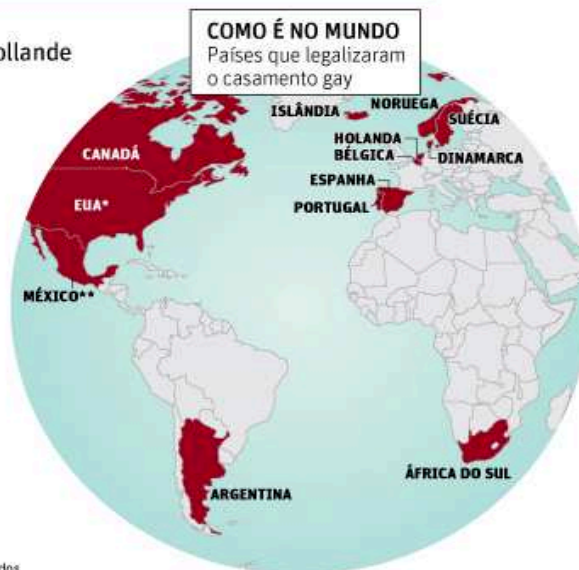 ollande
COMO É NO MUNDO
Países que legalizaram
o casamento gay
ISLÂNDIA
NORUEGA
SUÉCIA
CANADÁ
HOLANDA
BÉLGICA
DINAMARCA
EUA*
ESPANHA
PORTUGAL
MÉXICO**
ÁFRICA DO SUL
ARGENTINA
dos